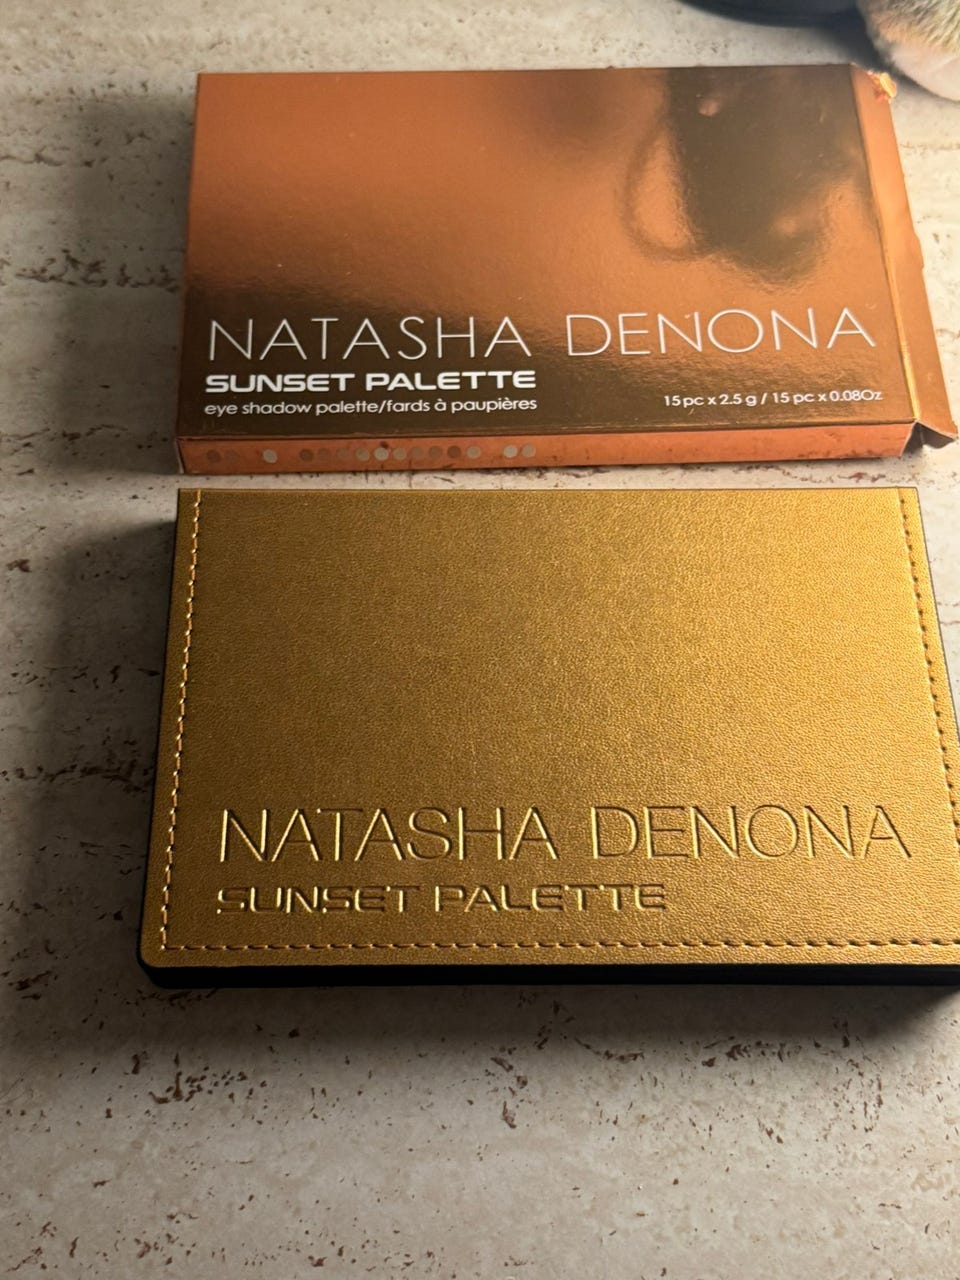 NATASHA DENONA
SUNSET PALETTE
eye shadow palette/fards à paupières
15 pc x 2.5 g / 15 pc x 0.08Oz
NATASHA DENONA
SUNSET PALETTE